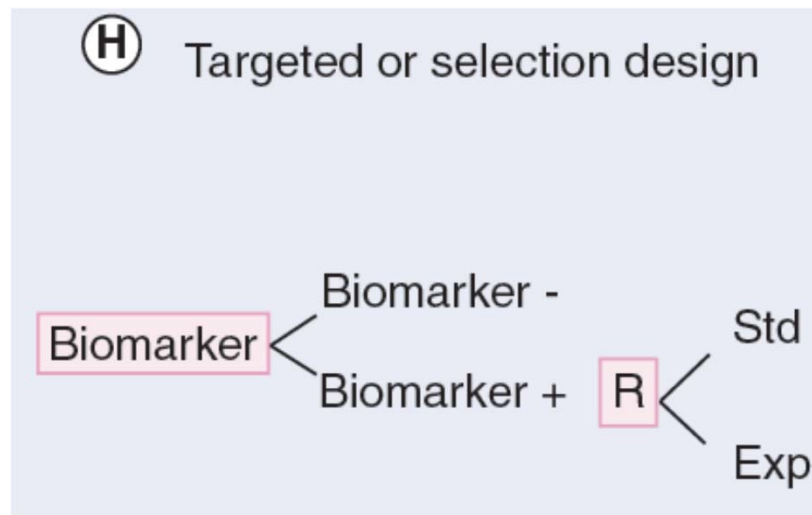 H Targeted or selection design
Biomarker -
Std
Biomarker
Biomarker + R
Exp